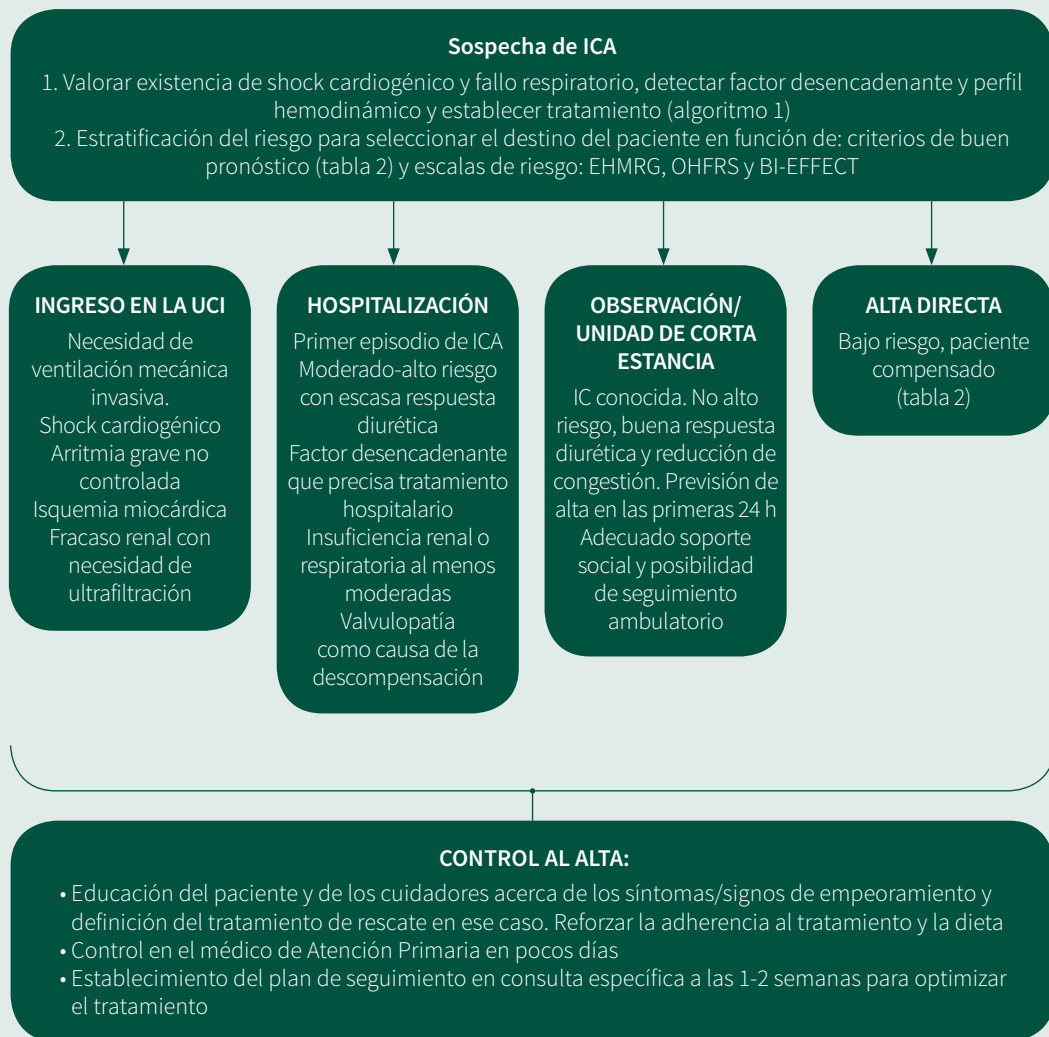 Sospecha de ICA
1. Valorar existencia de shock cardiogénico y fallo respiratorio, detectar factor desencadenante y perfil
hemodinámico y establecer tratamiento (algoritmo 1)
2. Estratificación del riesgo para seleccionar el destino del paciente en función de: criterios de buen
pronóstico (tabla 2) y escalas de riesgo: EHMRG, OHFRS y BI-EFFECT
INGRESO EN LA UCI
Necesidad de
ventilación mecánica
invasiva.
Shock cardiogénico
Arritmia grave no
controlada
Isquemia miocárdica
Fracaso renal con
necesidad de
ultrafiltración
HOSPITALIZACIÓN
Primer episodio de ICA
Moderado-alto riesgo
con escasa respuesta
diurética
Factor desencadenante
que precisa tratamiento
hospitalario
Insuficiencia renal o
respiratoria al menos
moderadas
Valvulopatía
como causa de la
descompensación
OBSERVACIÓN/
UNIDAD DE CORTA
ESTANCIA
IC conocida. No alto
riesgo, buena respuesta
diurética y reducción de
congestión. Previsión de
alta en las primeras 24 h
Adecuado soporte
social y posibilidad
de seguimiento
ambulatorio
ALTA DIRECTA
Bajo riesgo, paciente
compensado
(tabla 2)
CONTROL AL ALTA:
• Educación del paciente y de los cuidadores acerca de los síntomas/signos de empeoramiento y
definición del tratamiento de rescate en ese caso. Reforzar la adherencia al tratamiento y la dieta
• Control en el médico de Atención Primaria en pocos días
• Establecimiento del plan de seguimiento en consulta específica a las 1-2 semanas para optimizar
el tratamiento